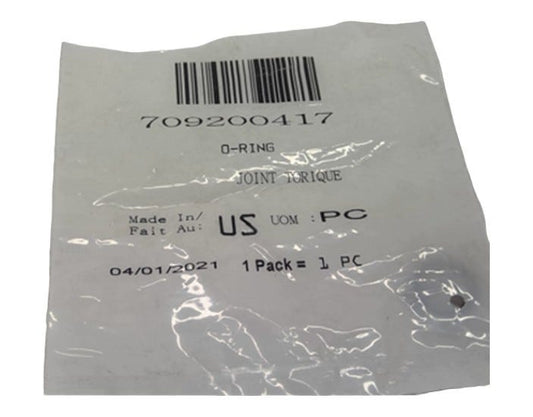 709200417
O-RING
JOINT TORIQUE
Made In/
Fait Au: US UOM : PC
04/01/2021 1 Pack = 1 PC